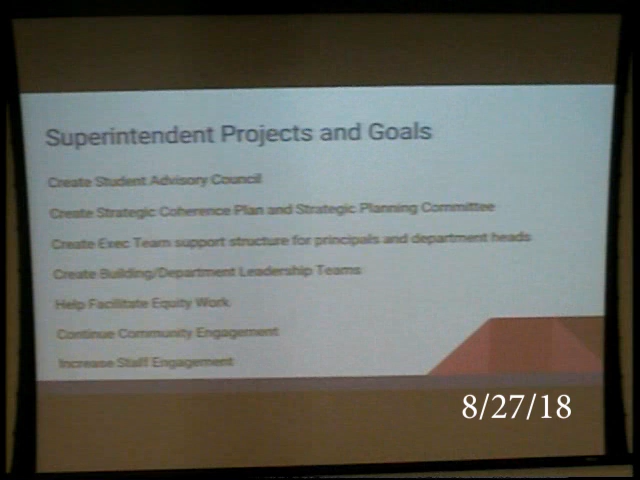 Superintendent Projects and Goals
Create Student Advisory Council
Create Strategic Coherence Plan and Strategic Planning Committee
Create Exec Team support structure for principals and department heads
Create Building/Department Leadership Teams
Help Facilitate Equity Work
Continue Community Engagement
Increase Staff Engagement
8/27/18